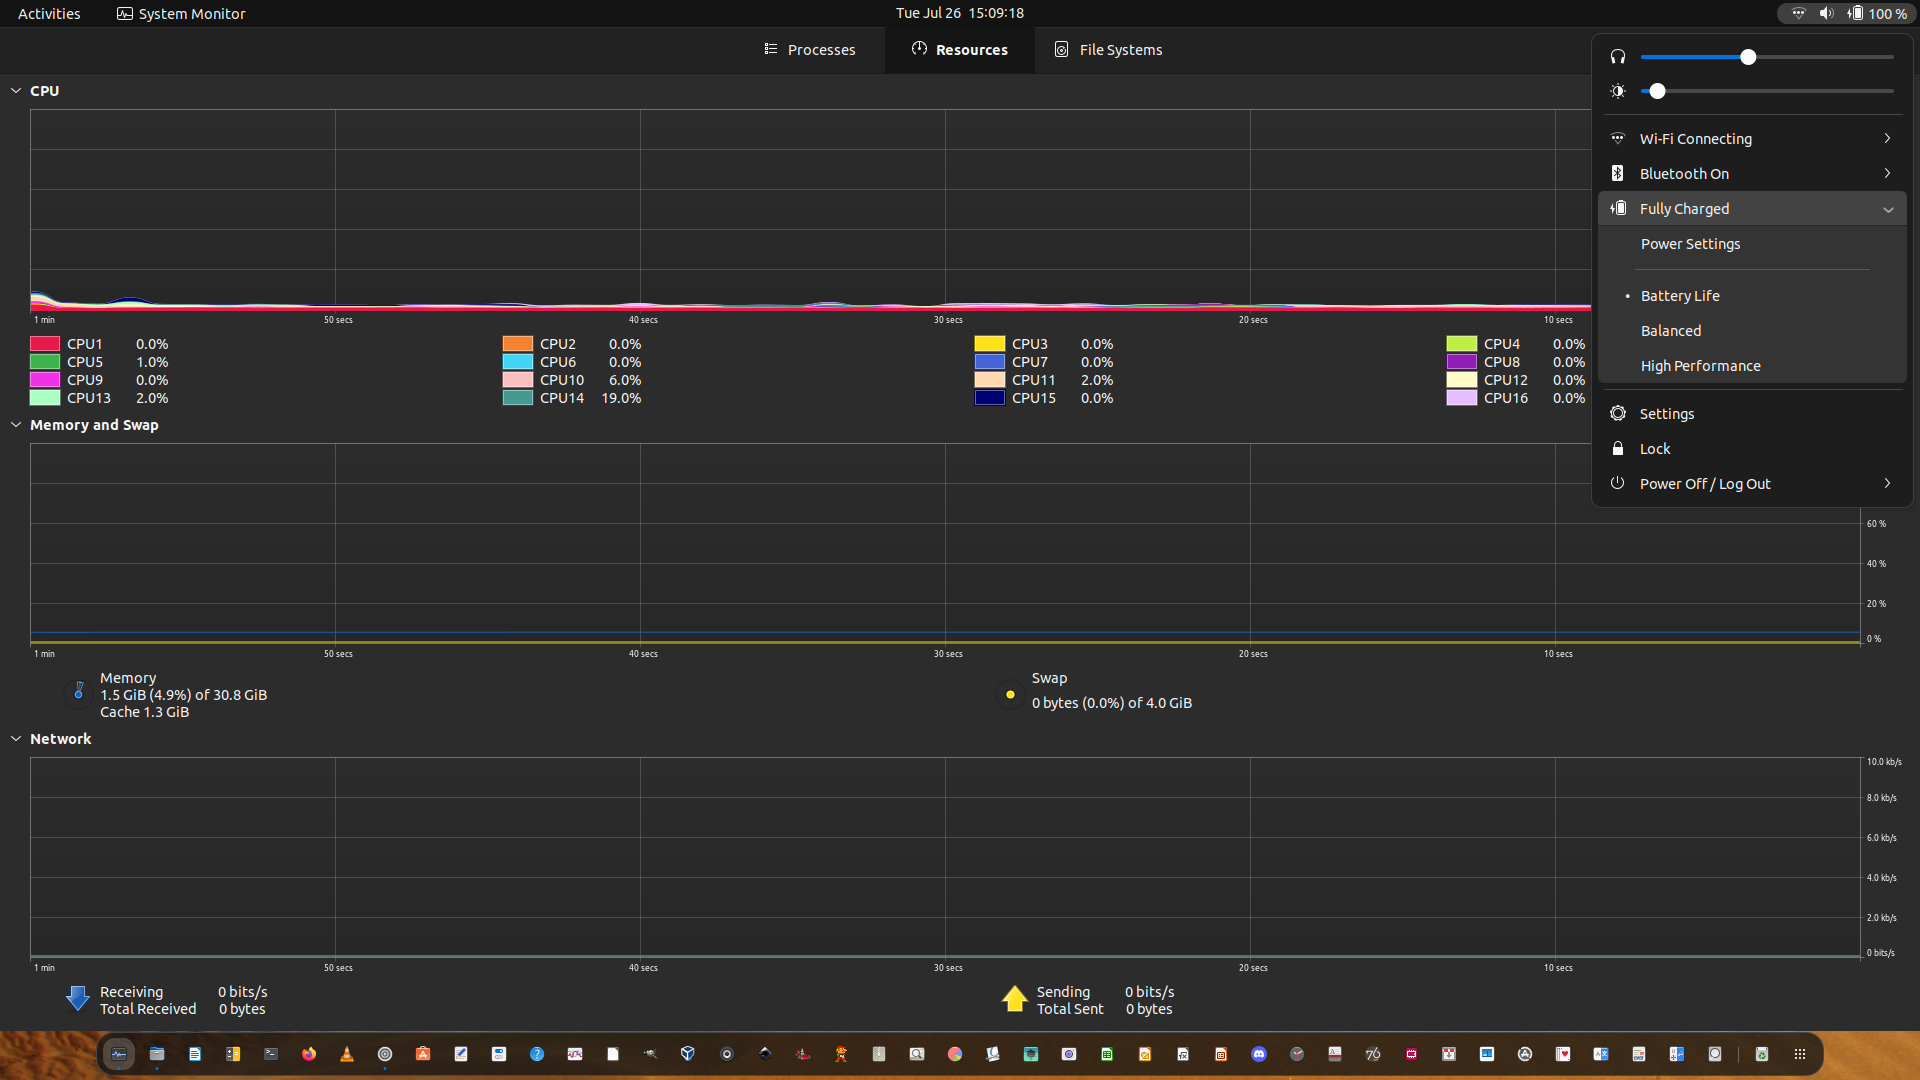 Activities
System Monitor
Tue Jul 26 15:09:18
100 %
Processes
Resources
File Systems
CPU
1 min 50 secs 40 secs 30 secs 20 secs 10 secs
CPU1 0.0% CPU2 0.0% CPU3 0.0% CPU4 0.0%
CPU5 1.0% CPU6 0.0% CPU7 0.0% CPU8 0.0%
CPU9 0.0% CPU10 6.0% CPU11 2.0% CPU12 0.0%
CPU13 2.0% CPU14 19.0% CPU15 0.0% CPU16 0.0%
Wi-Fi Connecting
Bluetooth On
Fully Charged
Power Settings
Battery Life
Balanced
High Performance
Settings
Lock
Power Off / Log Out
Memory and Swap
60 %
40 %
20 %
0 %
1 min 50 secs 40 secs 30 secs 20 secs 10 secs
Memory
1.5 GiB (4.9%) of 30.8 GiB
Cache 1.3 GiB
Swap
0 bytes (0.0%) of 4.0 GiB
Network
10.0 kb/s
8.0 kb/s
6.0 kb/s
4.0 kb/s
2.0 kb/s
0 bits/s
1 min 50 secs 40 secs 30 secs 20 secs 10 secs
Receiving 0 bits/s
Total Received 0 bytes
Sending 0 bits/s
Total Sent 0 bytes
76